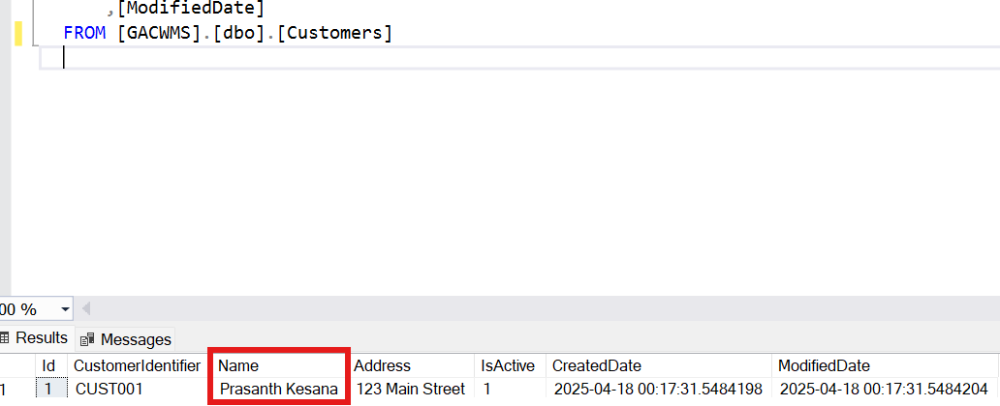 ,[ModifiedDate]
FROM [GACWMS].[dbo].[Customers]
00 %
Results Messages
Id CustomerIdentifier Name Address IsActive CreatedDate ModifiedDate
1 1 CUST001 Prasanth Kesana 123 Main Street 1 2025-04-18 00:17:31.5484198 2025-04-18 00:17:31.5484204